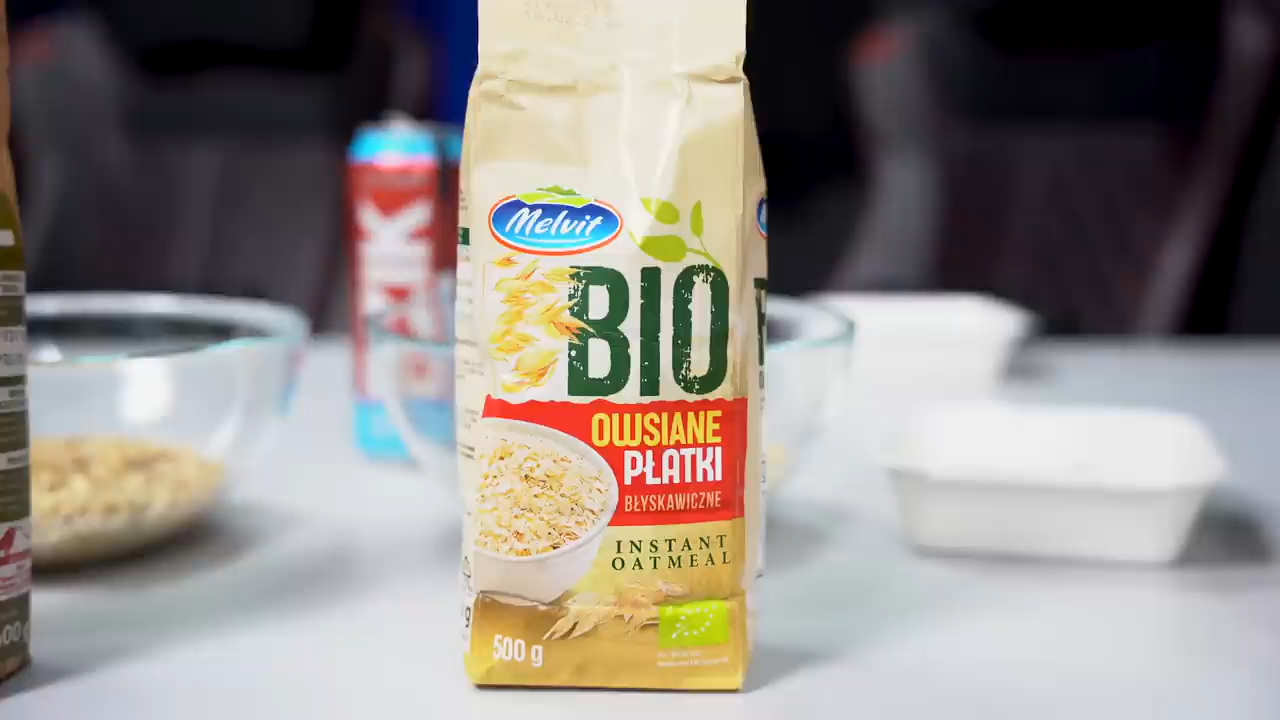 Melvit
BIO
OWSIANE
PŁATKI
BŁYSKAWICZNE
INSTANT
OATMEAL
500 g